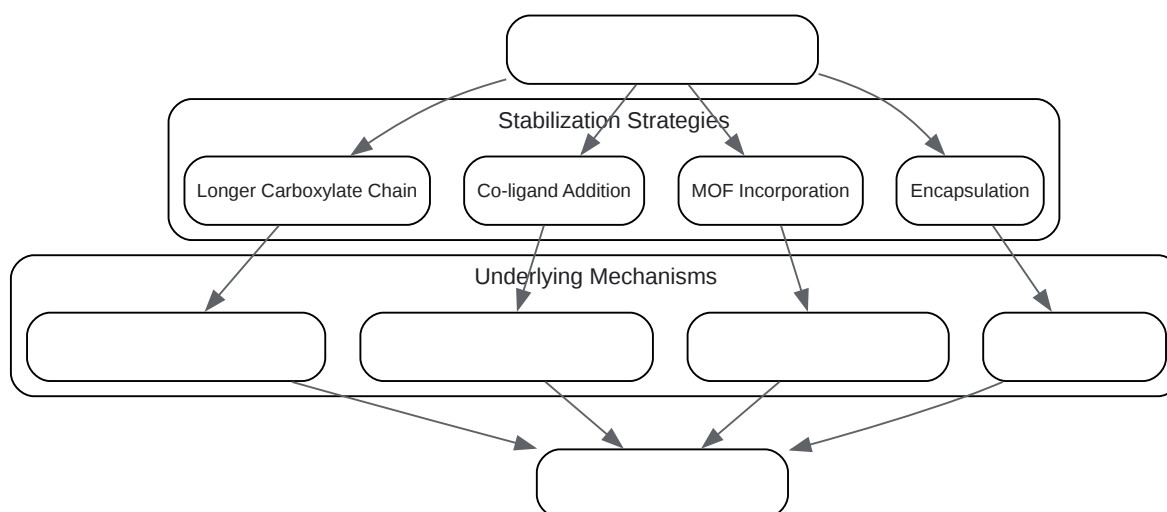 Stabilization Strategies
Longer Carboxylate Chain
Co-ligand Addition
MOF Incorporation
Encapsulation
Underlying Mechanisms